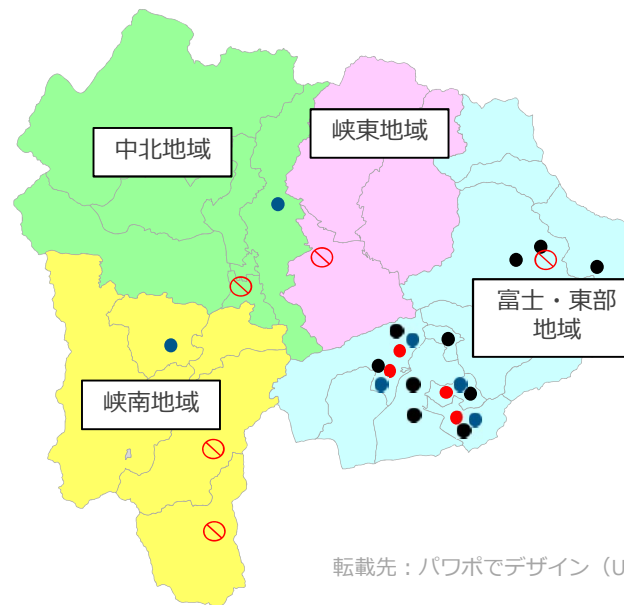 峡東地域
中北地域
富士・東部
地域
峡南地域
転載先：パワポでデザイン（U